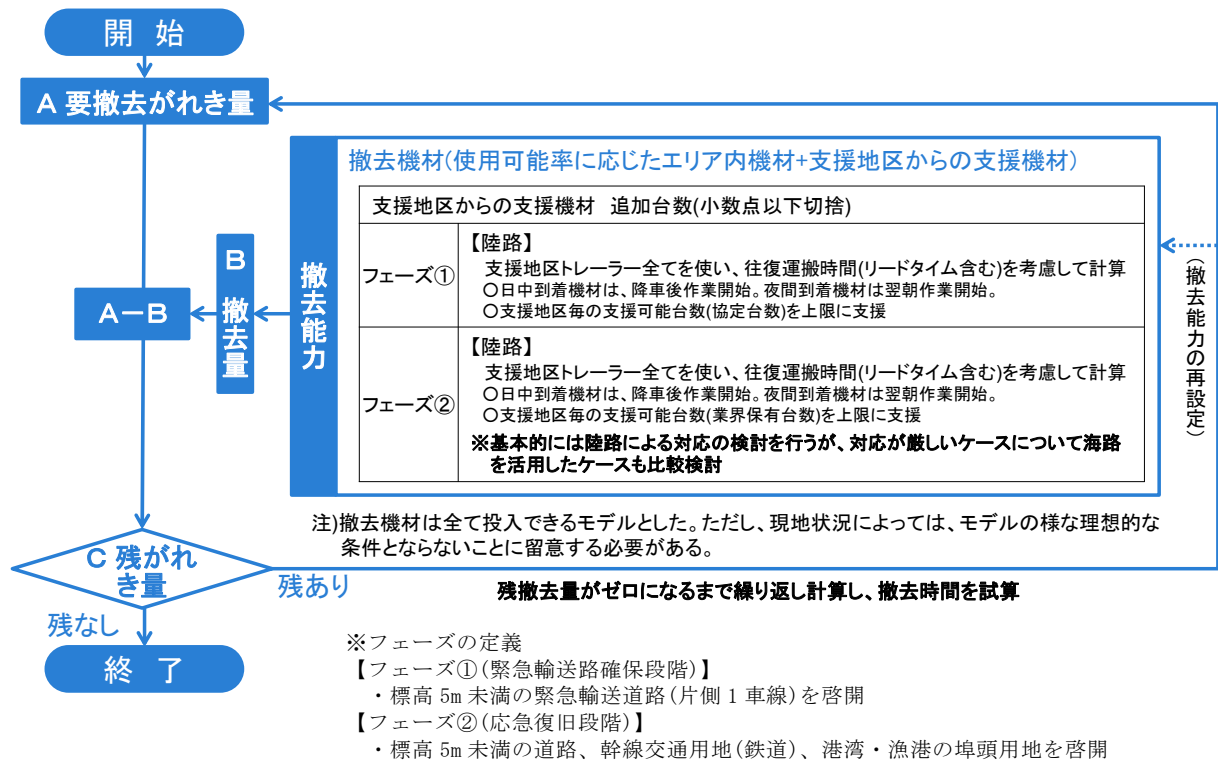 開 始
A 要撤去がれき量
撤去機材(使用可能率に応じたエリア内機材+支援地区からの支援機材)
支援地区からの支援機材 追加台数(小数点以下切捨)
フェーズ①
【陸路】
支援地区トレーラー全てを使い、往復運搬時間(リードタイム含む)を考慮して計算
○日中到着機材は、降車後作業開始。夜間到着機材は翌朝作業開始。
○支援地区毎の支援可能台数(協定台数)を上限に支援
フェーズ②
【陸路】
支援地区トレーラー全てを使い、往復運搬時間(リードタイム含む)を考慮して計算
○日中到着機材は、降車後作業開始。夜間到着機材は翌朝作業開始。
○支援地区毎の支援可能台数(業界保有台数)を上限に支援
※基本的には陸路による対応の検討を行うが、対応が厳しいケースについて海路
を活用したケースも比較検討
撤去能力
B 撤去量
A-B
(撤去能力の再設定)
注)撤去機材は全て投入できるモデルとした。ただし、現地状況によっては、モデルの様な理想的な
条件とならないことに留意する必要がある。
C 残がれ
き量
残あり
残撤去量がゼロになるまで繰り返し計算し、撤去時間を試算
残なし
終 了
※フェーズの定義
【フェーズ①(緊急輸送路確保段階)】
・標高 5m 未満の緊急輸送道路(片側 1 車線)を啓開
【フェーズ②(応急復旧段階)】
・標高 5m 未満の道路、幹線交通用地(鉄道)、港湾・漁港の埠頭用地を啓開